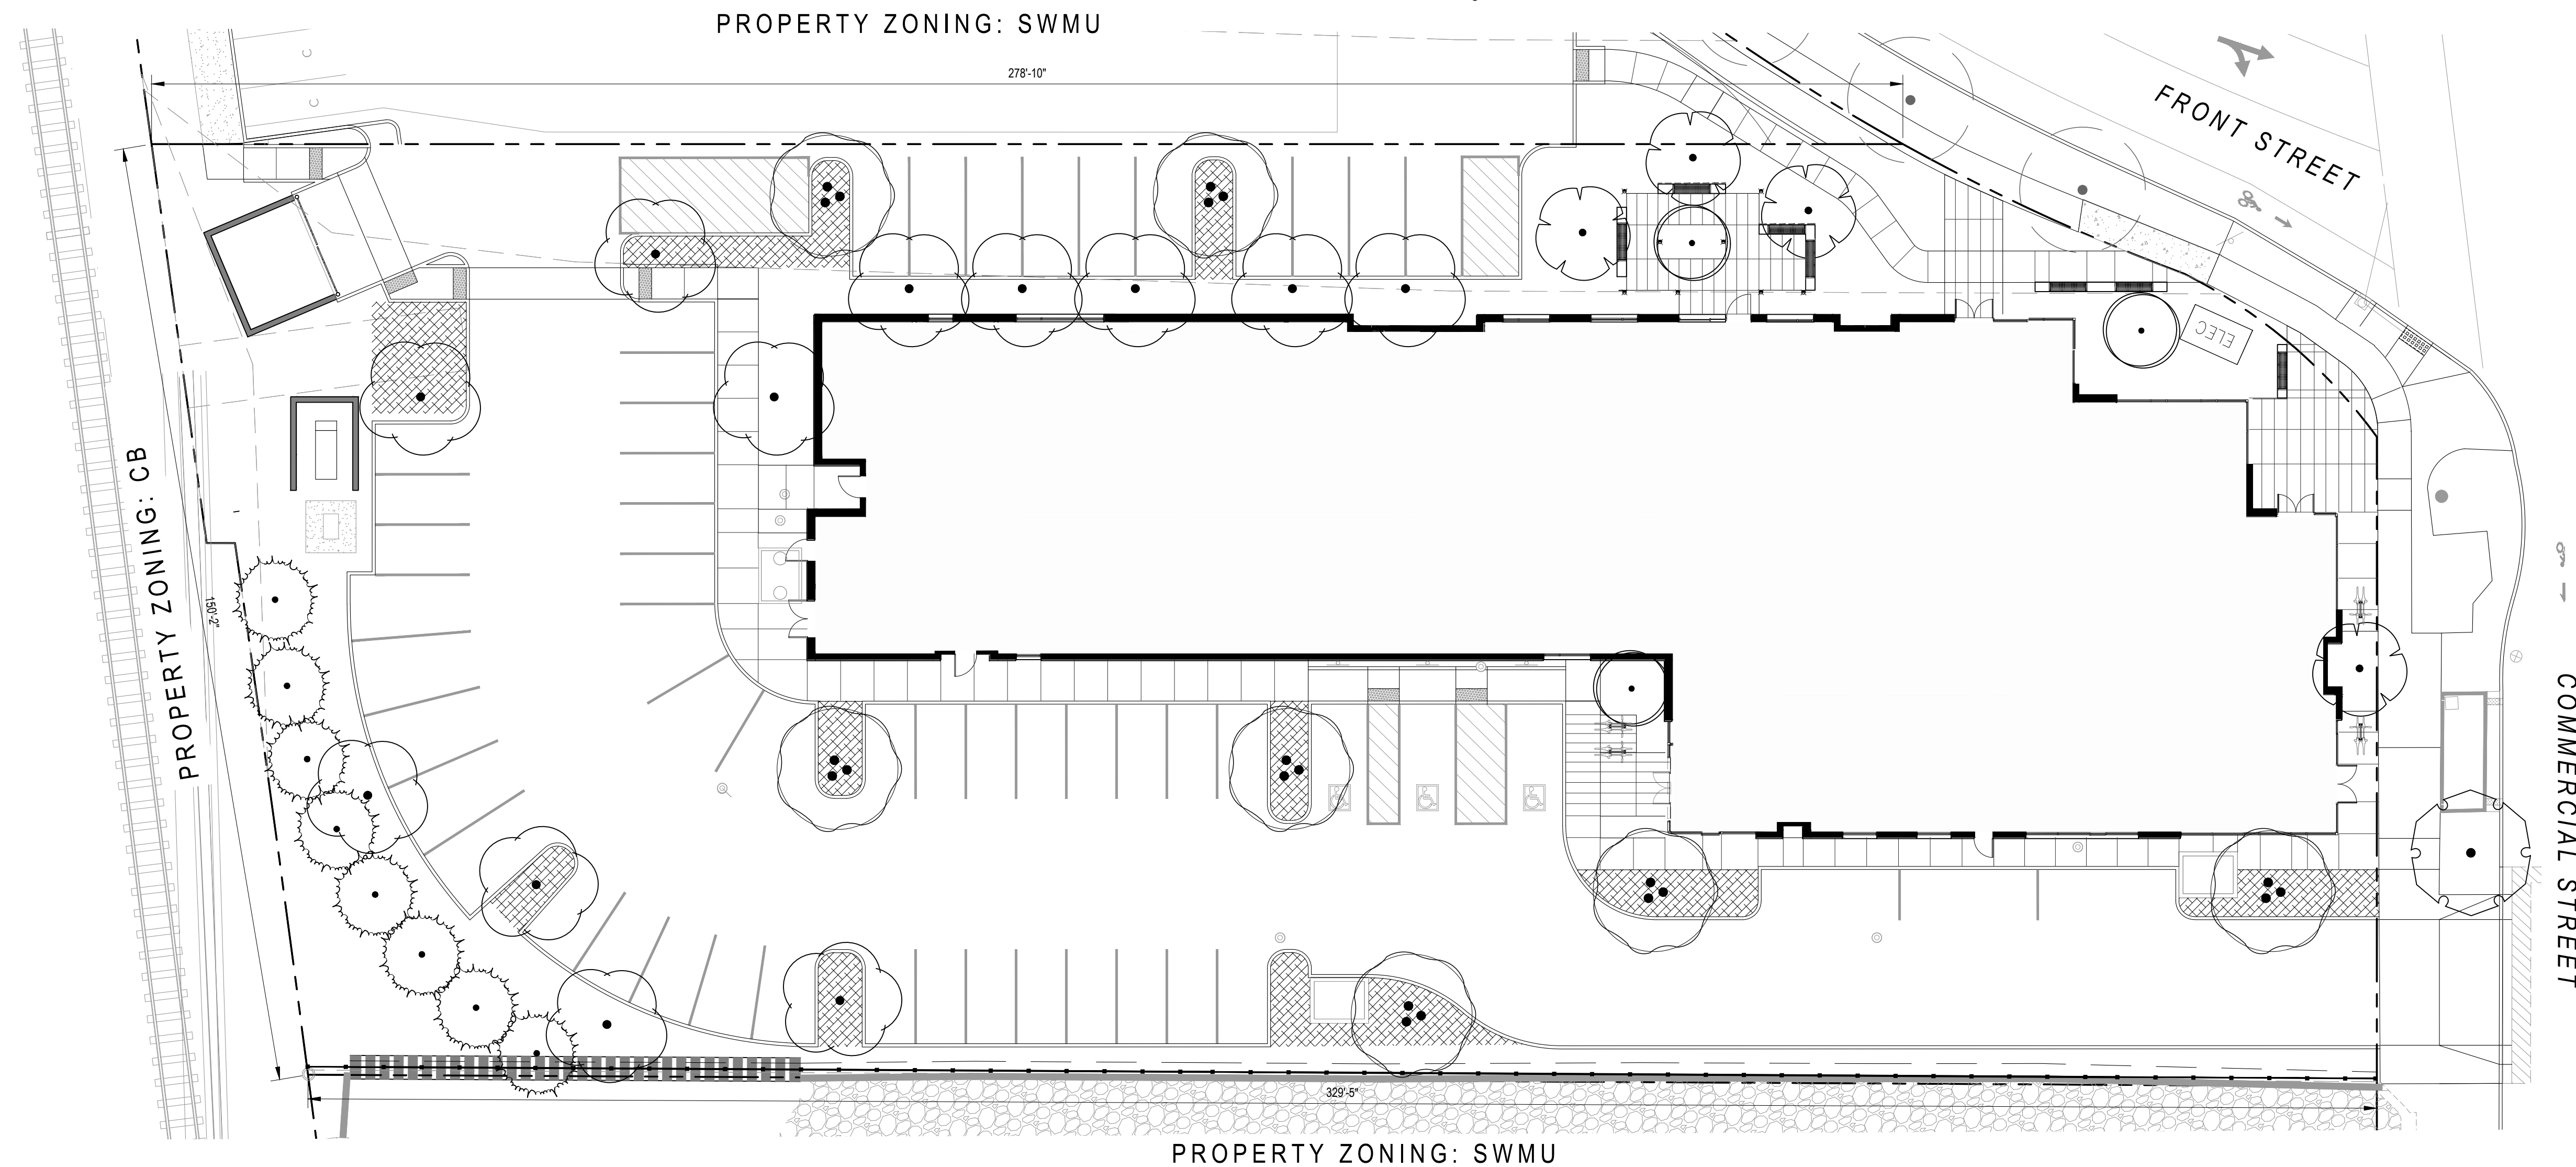 PROPERTY ZONING: SWMU
278'-10"
FRONT STREET
ELEC
PROPERTY ZONING: CB
150'-2"
COMMERCIAL STREET
329'-5"
PROPERTY ZONING: SWMU